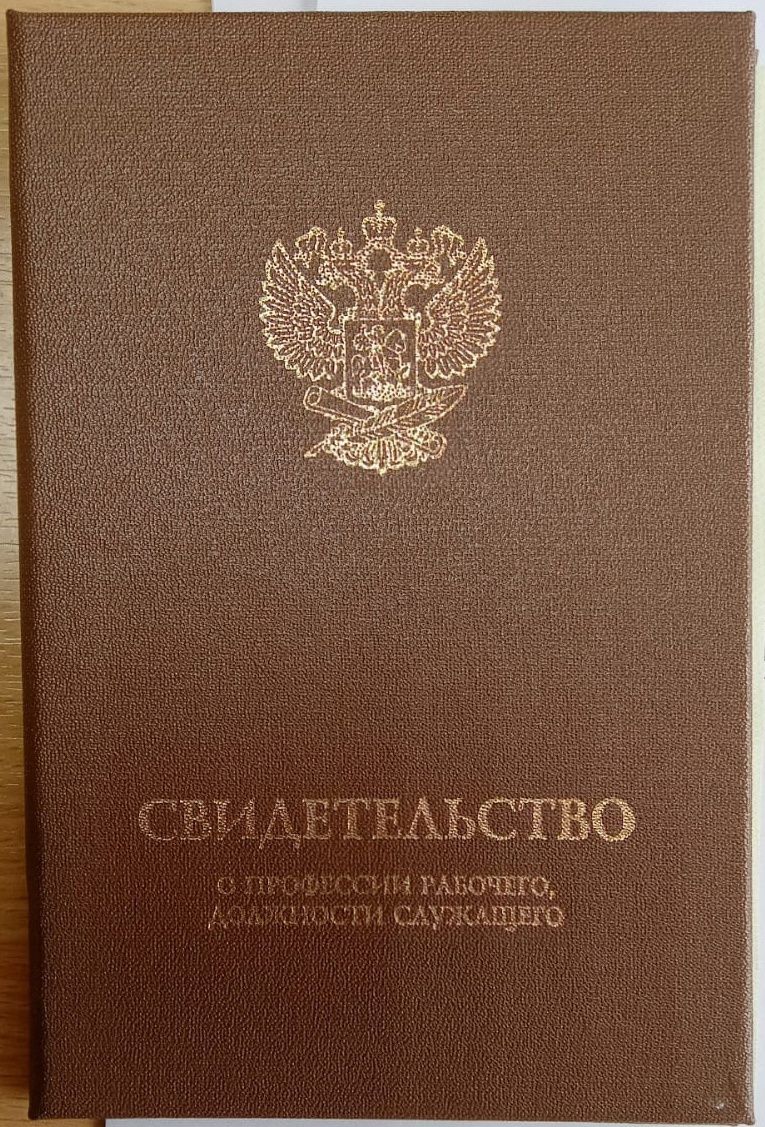 СВИДЕТЕЛЬСТВО
О ПРОФЕССИИ РАБОЧЕГО,
ДОЛЖНОСТИ СЛУЖАЩЕГО